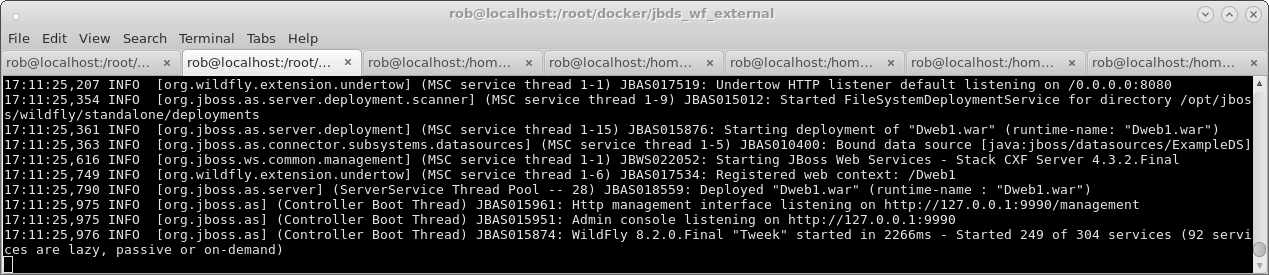 rob@localhost:/root/docker/jbds_wf_external
File Edit View Search Terminal Tabs Help
rob@localhost:/root/... × rob@localhost:/root/... × rob@localhost:/hom... × rob@localhost:/hom... × rob@localhost:/hom... × rob@localhost:/hom... × rob@localhost:/hom... ×
17:11:25,207 INFO  [org.wildfly.extension.undertow] (MSC service thread 1-1) JBAS017519: Undertow HTTP listener default listening on /0.0.0.0:8080
17:11:25,354 INFO  [org.jboss.as.server.deployment.scanner] (MSC service thread 1-9) JBAS015012: Started FileSystemDeploymentService for directory /opt/jbos
s/wildfly/standalone/deployments
17:11:25,361 INFO  [org.jboss.as.server.deployment] (MSC service thread 1-15) JBAS015876: Starting deployment of "Dweb1.war" (runtime-name: "Dweb1.war")
17:11:25,363 INFO  [org.jboss.as.connector.subsystems.datasources] (MSC service thread 1-5) JBAS010400: Bound data source [java:jboss/datasources/ExampleDS]
17:11:25,616 INFO  [org.jboss.ws.common.management] (MSC service thread 1-1) JBWS022052: Starting JBoss Web Services - Stack CXF Server 4.3.2.Final
17:11:25,749 INFO  [org.wildfly.extension.undertow] (MSC service thread 1-6) JBAS017534: Registered web context: /Dweb1
17:11:25,790 INFO  [org.jboss.as.server] (ServerService Thread Pool -- 28) JBAS018559: Deployed "Dweb1.war" (runtime-name : "Dweb1.war")
17:11:25,975 INFO  [org.jboss.as] (Controller Boot Thread) JBAS015961: Http management interface listening on http://127.0.0.1:9990/management
17:11:25,975 INFO  [org.jboss.as] (Controller Boot Thread) JBAS015951: Admin console listening on http://127.0.0.1:9990
17:11:25,976 INFO  [org.jboss.as] (Controller Boot Thread) JBAS015874: WildFly 8.2.0.Final "Tweek" started in 2266ms - Started 249 of 304 services (92 servi
ces are lazy, passive or on-demand)